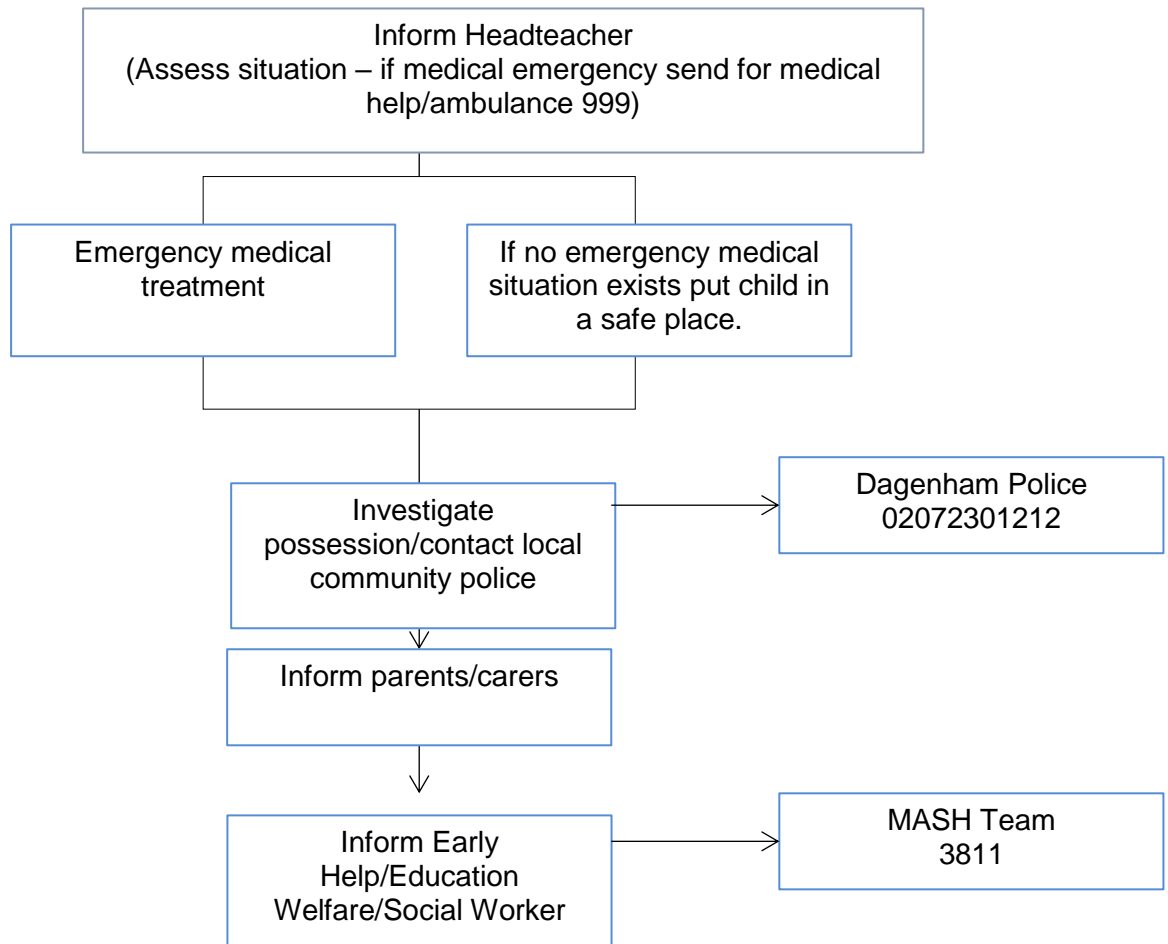 Inform Headteacher
(Assess situation – if medical emergency send for medical
help/ambulance 999)
Emergency medical
treatment
If no emergency medical
situation exists put child in
a safe place.
Investigate
possession/contact local
community police
Dagenham Police
02072301212
Inform parents/carers
Inform Early
Help/Education
Welfare/Social Worker
MASH Team
3811